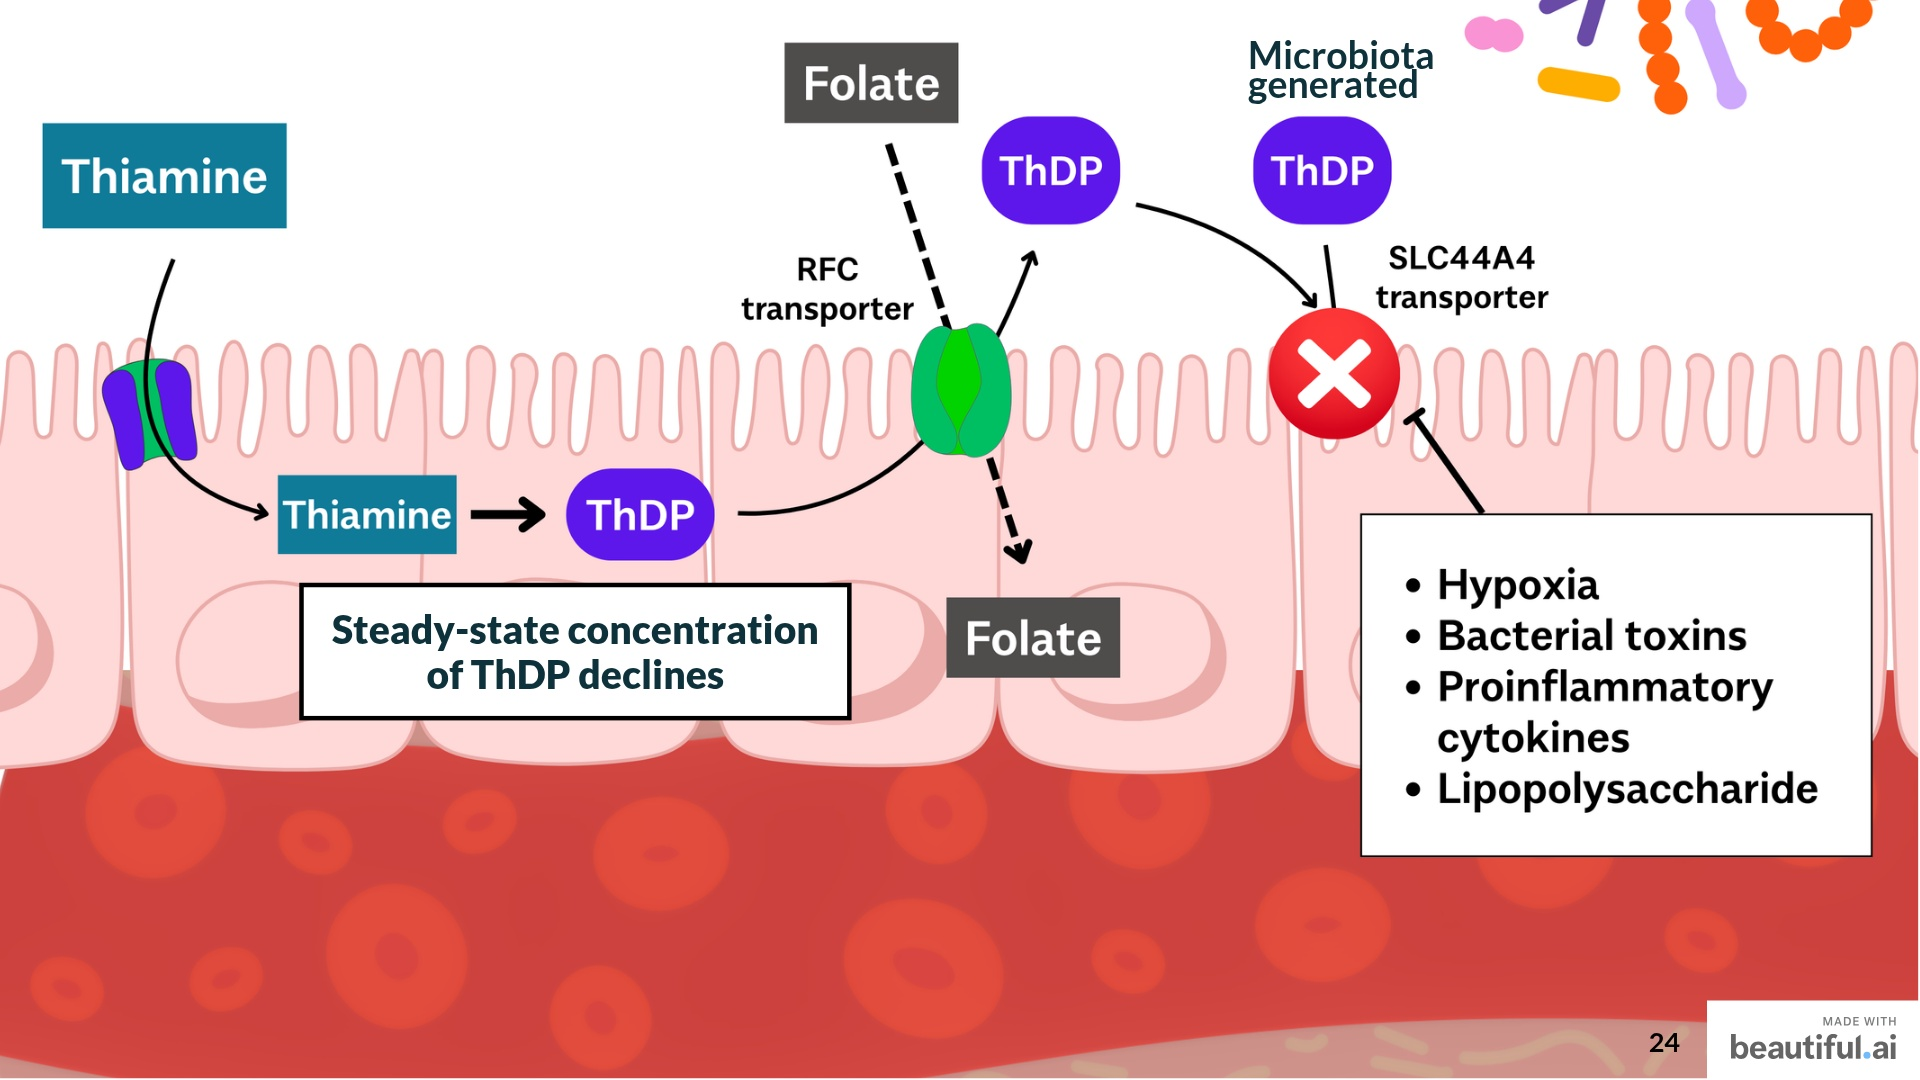 Folate
Microbiota
generated
Thiamine
ThDP
ThDP
RFC
transporter
SLC44A4
transporter
Thiamine
ThDP
Steady-state concentration
of ThDP declines
Folate
• Hypoxia
• Bacterial toxins
• Proinflammatory
cytokines
• Lipopolysaccharide
24
MADE WITH
beautiful.ai